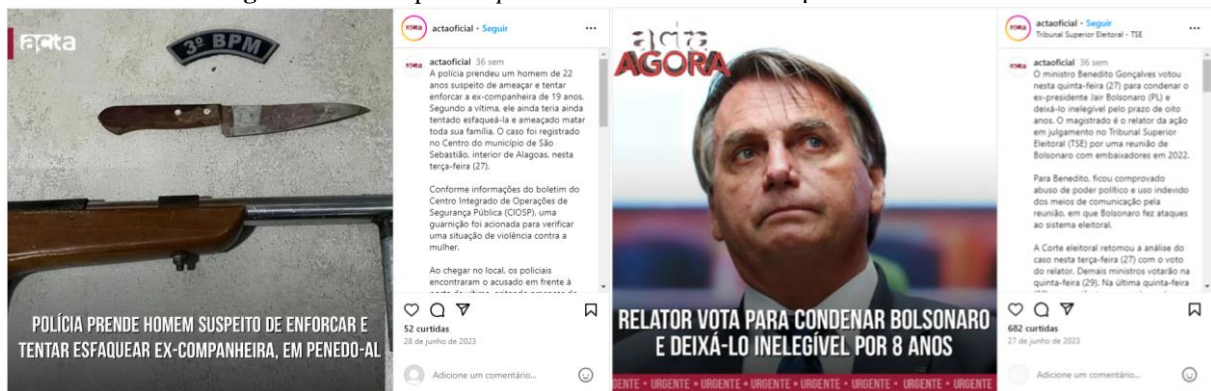 acta
3º BPM
POLÍCIA PRENDE HOMEM SUSPEITO DE ENFORCAR E
TENTAR ESFAQUEAR EX-COMPANHEIRA, EM PENEDO-AL
acta
actaoficial • Seguir
acta
actaoficial 36 sem
A polícia prendeu um homem de 22
anos suspeito de ameaçar e tentar
enforcar a ex-companheira de 19 anos.
Segundo a vítima, ele ainda teria ainda
tentado esfaqueá-la e ameaçado matar
toda sua família. O caso foi registrado
no Centro do município de São
Sebastião, interior de Alagoas, nesta
terça-feira (27).
Conforme informações do boletim do
Centro Integrado de Operações de
Segurança Pública (CIOSP), uma
guarnição foi acionada para verificar
uma situação de violência contra a
mulher.
Ao chegar no local, os policiais
encontraram o acusado em frente à
52 curtidas
28 de junho de 2023
Adicione um comentário...
acta
AGORA
RELATOR VOTA PARA CONDENAR BOLSONARO
E DEIXÁ-LO INELEGÍVEL POR 8 ANOS
URGENTE • URGENTE • URGENTE • URGENTE • URGENTE • URGENTE • URGENTE
acta
actaoficial • Seguir
Tribunal Superior Eleitoral - TSE
acta
actaoficial 36 sem
O ministro Benedito Gonçalves votou
nesta quinta-feira (27) para condenar o
ex-presidente Jair Bolsonaro (PL) e
deixá-lo inelegível pelo prazo de oito
anos. O magistrado é o relator da ação
em julgamento no Tribunal Superior
Eleitoral (TSE) por uma reunião de
Bolsonaro com embaixadores em 2022.
Para Benedito, ficou comprovado
abuso de poder político e uso indevido
dos meios de comunicação pela
reunião, em que Bolsonaro fez ataques
ao sistema eleitoral.
A Corte eleitoral retomou a análise do
caso nesta terça-feira (27) com o voto
do relator. Demais ministros votarão na
quinta-feira (29). Na última quinta-feira
682 curtidas
27 de junho de 2023
Adicione um comentário...